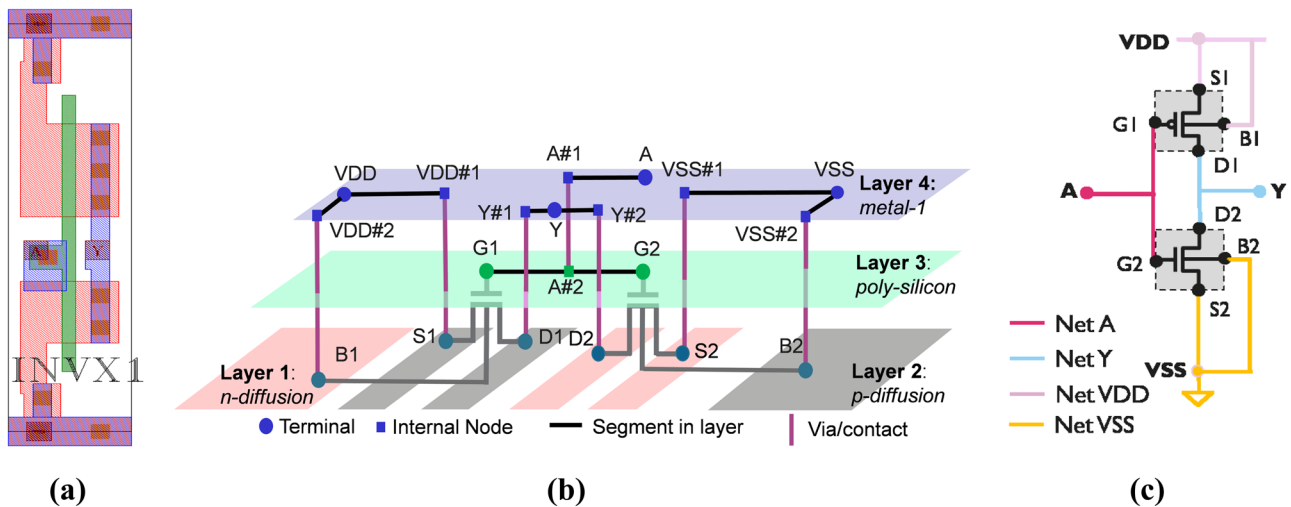 A
Y
INVX1
(a)
VDD
VDD#1
A#1
A
VSS#1
VSS
Layer 4:
metal-1
VDD#2
Y#1
Y
Y#2
VSS#2
G1
G2
A#2
Layer 3:
poly-silicon
S1
D1
D2
S2
B1
B2
Layer 1:
n-diffusion
Layer 2:
p-diffusion
Terminal
Internal Node
Segment in layer
Via/contact
(b)
VDD
S1
G1
B1
D1
A
Y
D2
G2
B2
S2
VSS
Net A
Net Y
Net VDD
Net VSS
(c)